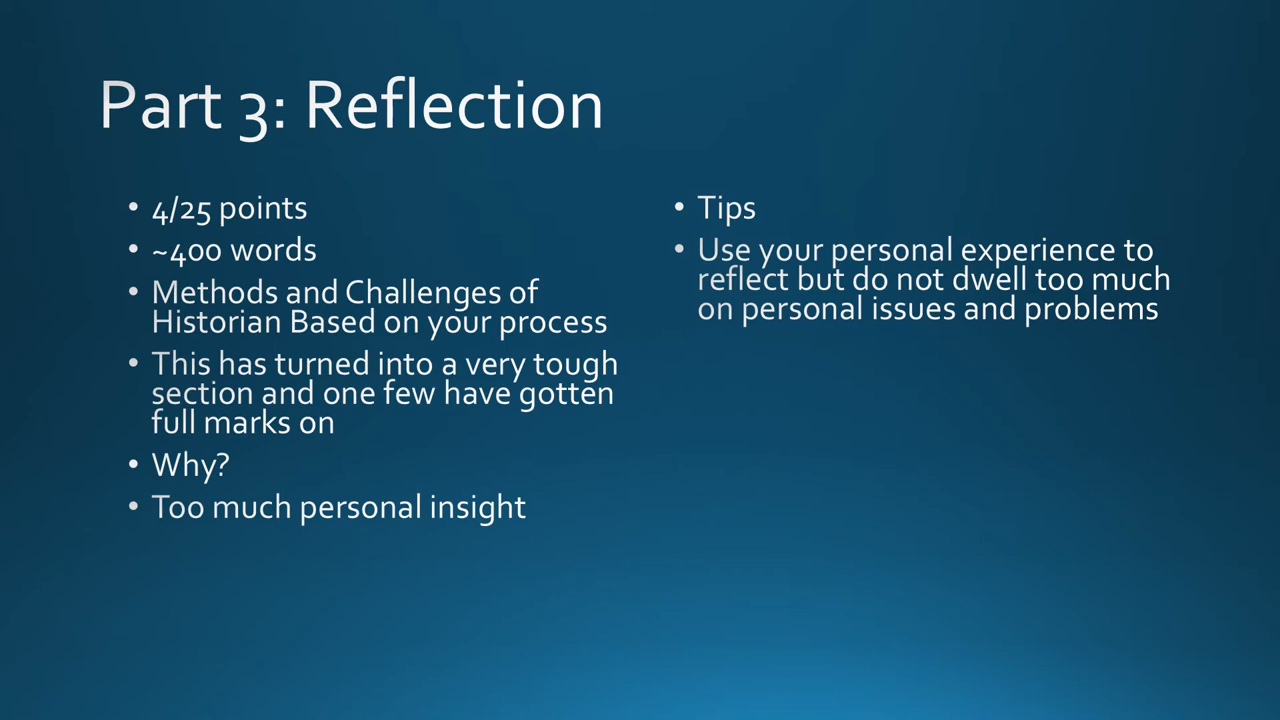 Part 3: Reflection
• 4/25 points
• ~400 words
• Methods and Challenges of
Historian Based on your process
• This has turned into a very tough
section and one few have gotten
full marks on
• Why?
• Too much personal insight
• Tips
• Use your personal experience to
reflect but do not dwell too much
on personal issues and problems